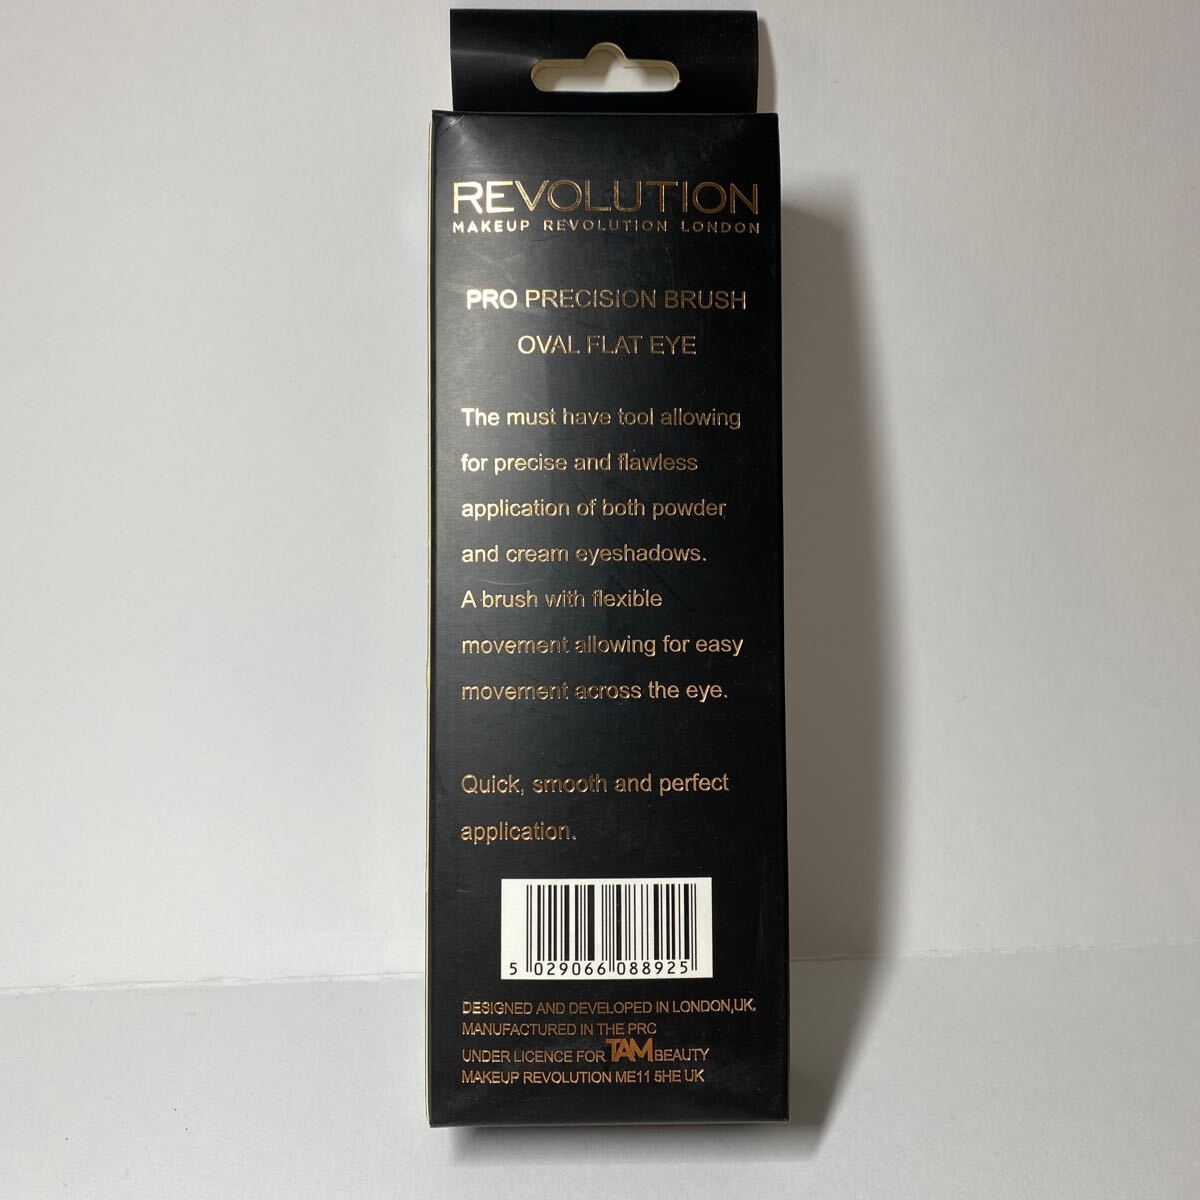 REVOLUTION
MAKEUP REVOLUTION LONDON
PRO PRECISION BRUSH
OVAL FLAT EYE
The must have tool allowing
for precise and flawless
application of both powder
and cream eyeshadows.
A brush with flexible
movement allowing for easy
movement across the eye.
Quick, smooth and perfect
application.
5 029066 088925
DESIGNED AND DEVELOPED IN LONDON,UK.
MANUFACTURED IN THE PRC
UNDER LICENCE FOR TAM BEAUTY
MAKEUP REVOLUTION ME11 5HE UK